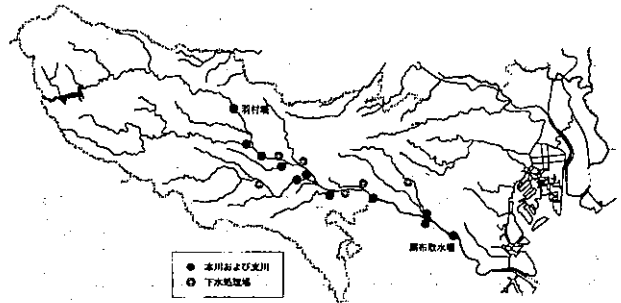 羽村堰
調布取水堰
● 本川および支川
◎ 下水処理場